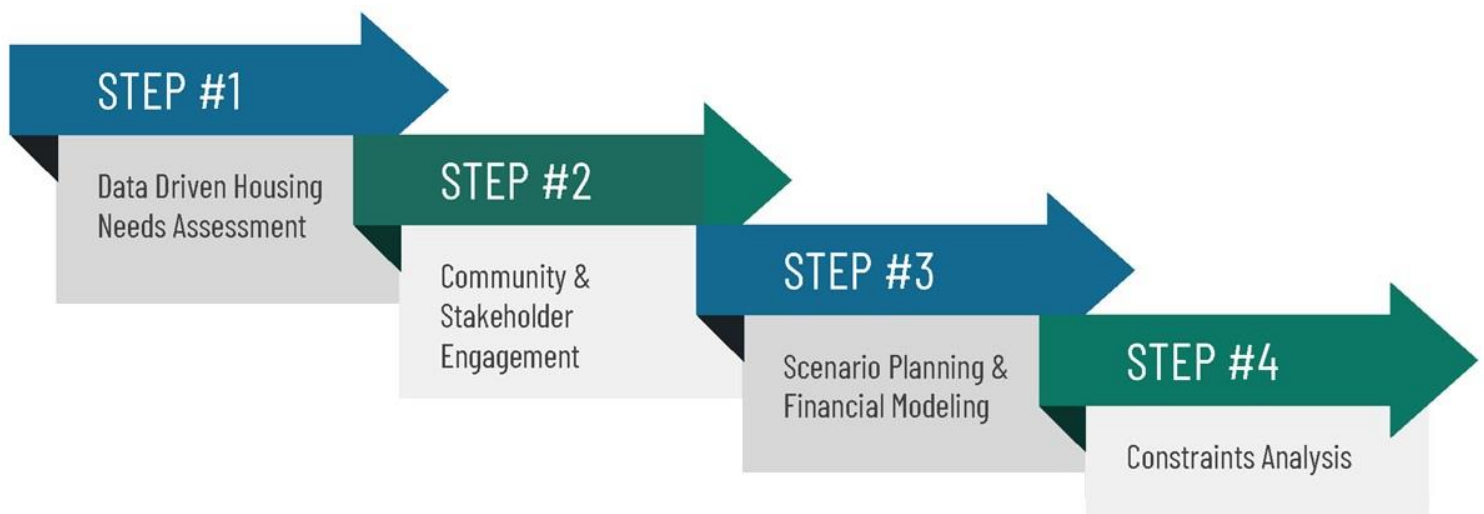 STEP #1
Data Driven Housing
Needs Assessment
STEP #2
Community &
Stakeholder
Engagement
STEP #3
Scenario Planning &
Financial Modeling
STEP #4
Constraints Analysis